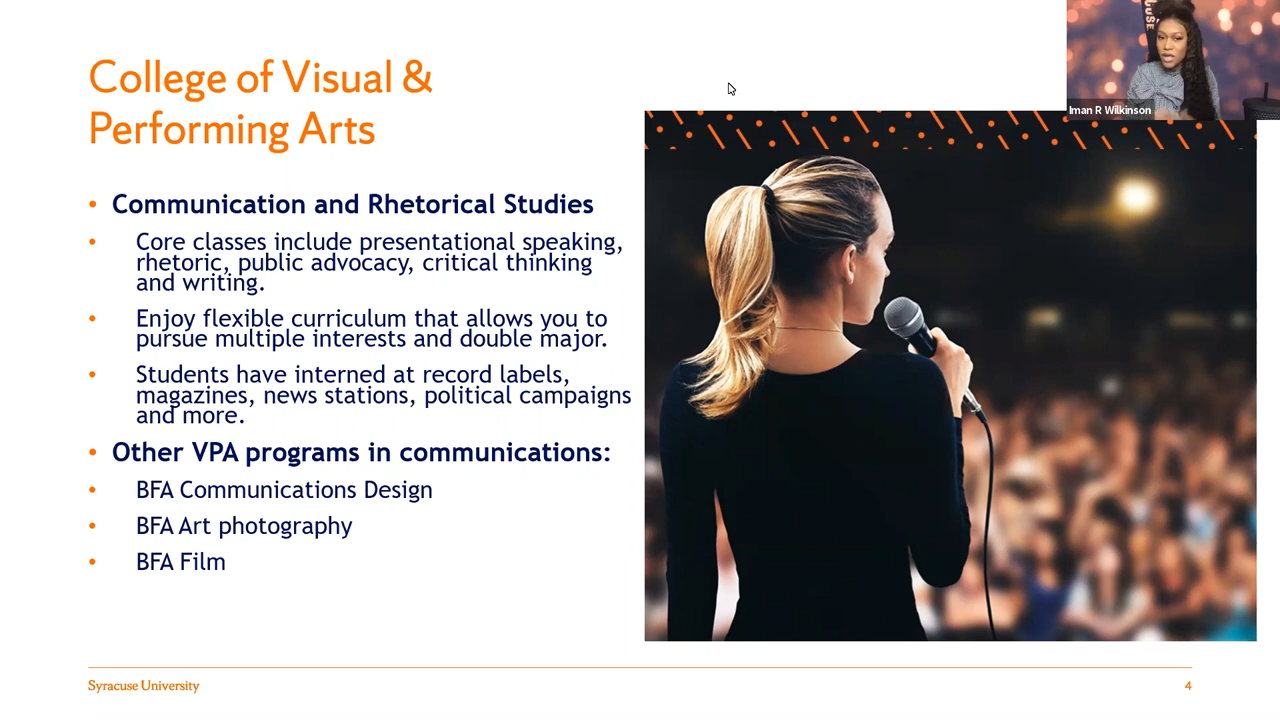 College of Visual &
Performing Arts
• Communication and Rhetorical Studies
• Core classes include presentational speaking,
rhetoric, public advocacy, critical thinking
and writing.
• Enjoy flexible curriculum that allows you to
pursue multiple interests and double major.
• Students have interned at record labels,
magazines, news stations, political campaigns
and more.
• Other VPA programs in communications:
• BFA Communications Design
• BFA Art photography
• BFA Film
Iman R Wilkinson
Syracuse University
4